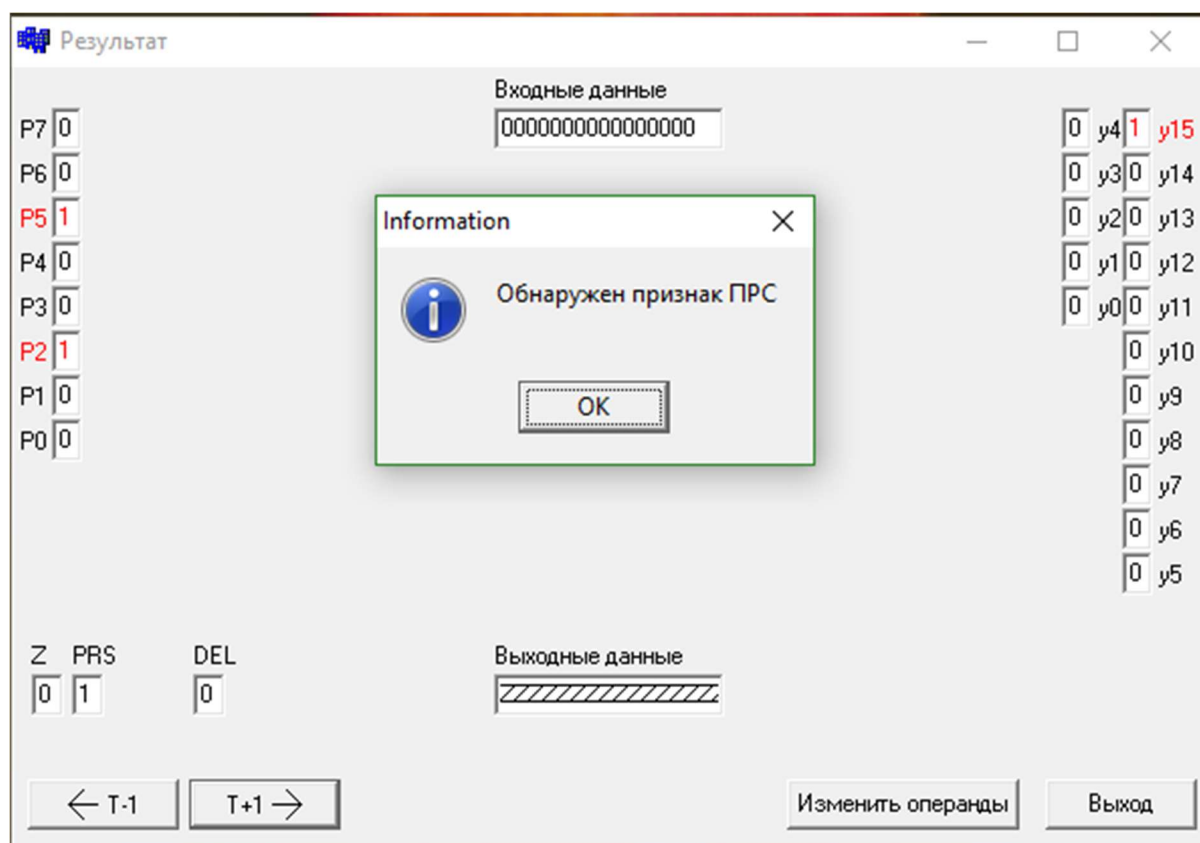 Результат
Входные данные
0000000000000000
P7 0
P6 0
P5 1
P4 0
P3 0
P2 1
P1 0
P0 0
Information
Обнаружен признак ПРС
OK
0 y4 1 y15
0 y3 0 y14
0 y2 0 y13
0 y1 0 y12
0 y0 0 y11
0 y10
0 y9
0 y8
0 y7
0 y6
0 y5
Z PRS DEL
0 1 0
Выходные данные
← T-1
T+1 →
Изменить операнды
Выход